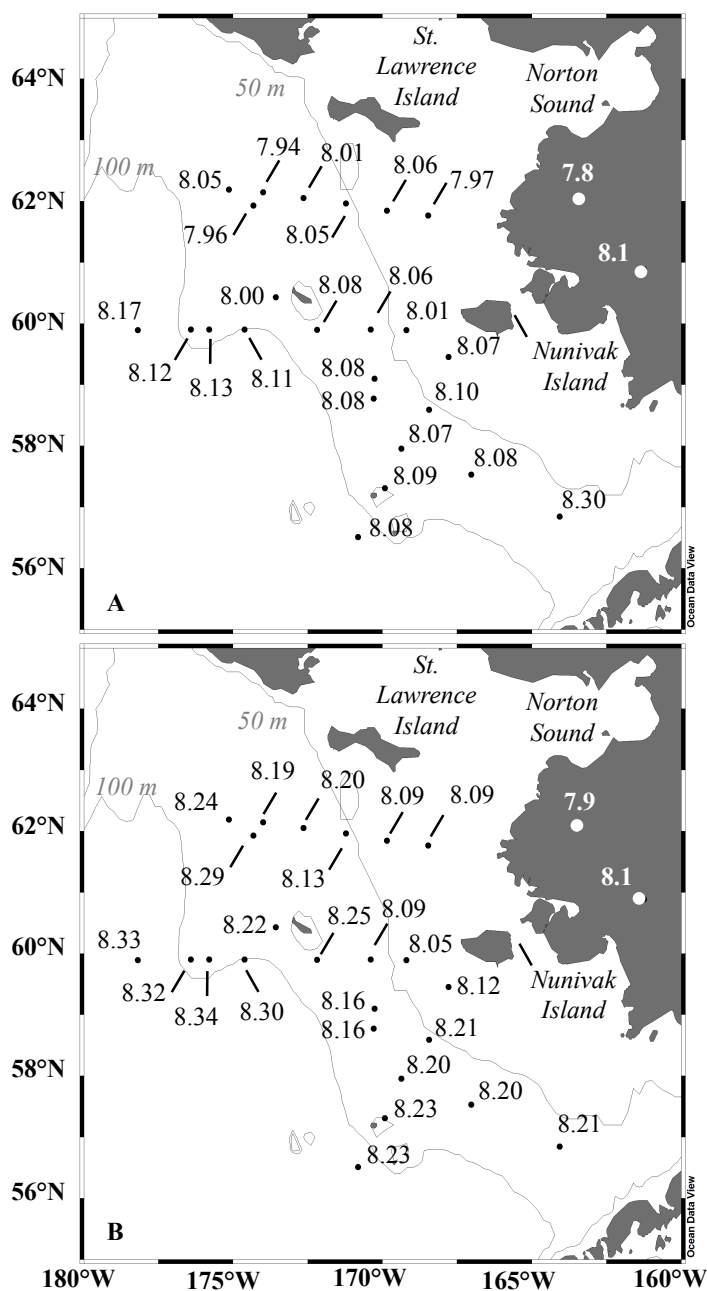 St.
Lawrence
Island
Norton
Sound
64°N
50 m
100 m
7.94
8.01
8.06
7.97
8.05
7.8
62°N
7.96
8.05
8.1
8.00
8.08
8.06
8.17
8.01
60°N
8.12
8.13
8.11
8.08
8.07
Nunivak
Island
8.08
8.10
58°N
8.07
8.08
8.09
8.30
8.08
56°N
A
Ocean Data View
St.
Lawrence
Island
Norton
Sound
64°N
50 m
100 m
8.19
8.20
8.09
8.09
8.24
7.9
62°N
8.29
8.13
8.1
8.22
8.25
8.09
8.33
8.05
60°N
8.32
8.34
8.30
8.12
Nunivak
Island
8.16
8.16
8.21
58°N
8.20
8.20
8.23
8.21
8.23
56°N
B
Ocean Data View
180°W
175°W
170°W
165°W
160°W